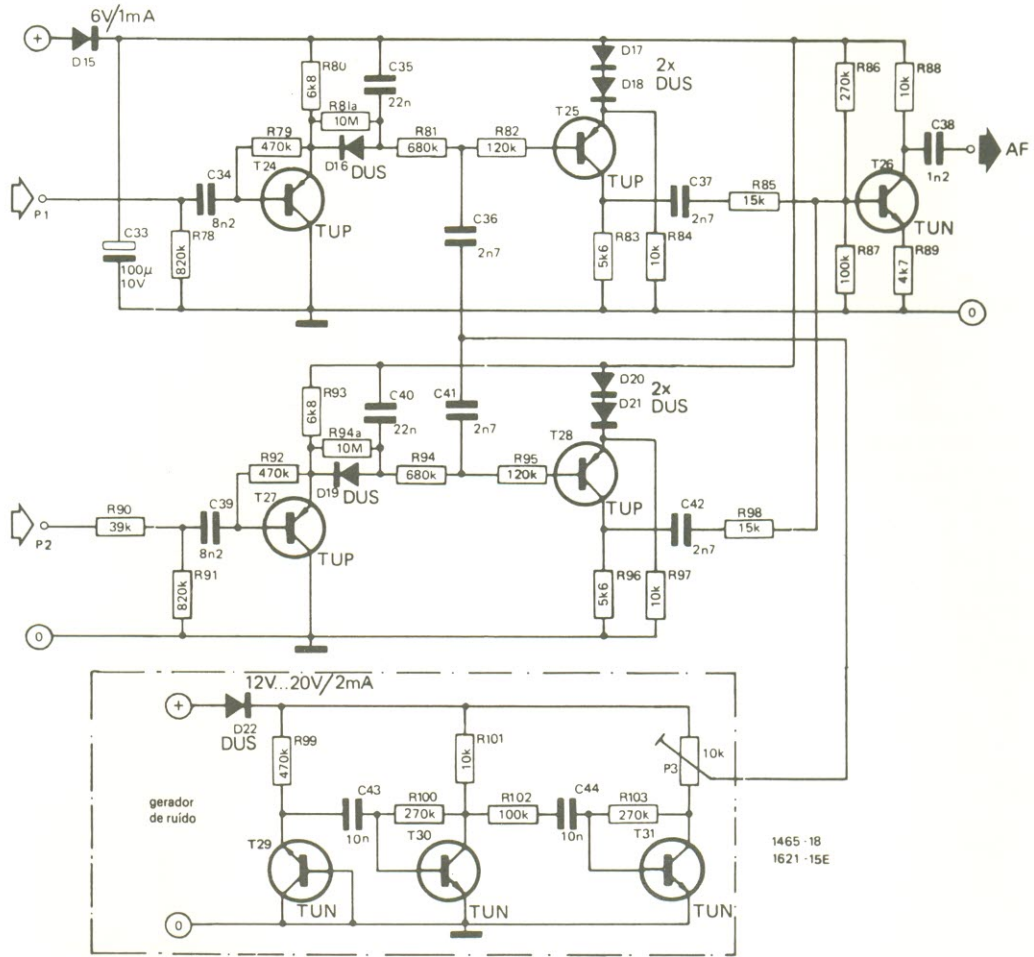 6V/1mA
+
D15
R80
6k8
C35
22n
D17
D18
2x
DUS
R86
270k
R88
10k
R81a
10M
R79
470k
D16
DUS
R81
680k
R82
120k
T25
TUP
C38
1n2
AF
P1
C34
8n2
T24
TUP
C36
2n7
C37
2n7
R85
15k
T26
TUN
R78
820k
C33
100µ
10V
R83
5k6
R84
10k
R87
100k
R89
4k7
0
R93
6k8
C40
22n
C41
2n7
D20
D21
2x
DUS
R94a
10M
R92
470k
D19
DUS
R94
680k
R95
120k
T28
TUP
P2
R90
39k
C39
8n2
T27
TUP
C42
2n7
R98
15k
R91
820k
R96
5k6
R97
10k
0
12V...20V/2mA
+
D22
DUS
R99
470k
R101
10k
P3
10k
gerador
de ruído
C43
10n
R100
270k
R102
100k
C44
10n
R103
270k
T29
TUN
T30
TUN
T31
TUN
0
1465-18
1621-15E